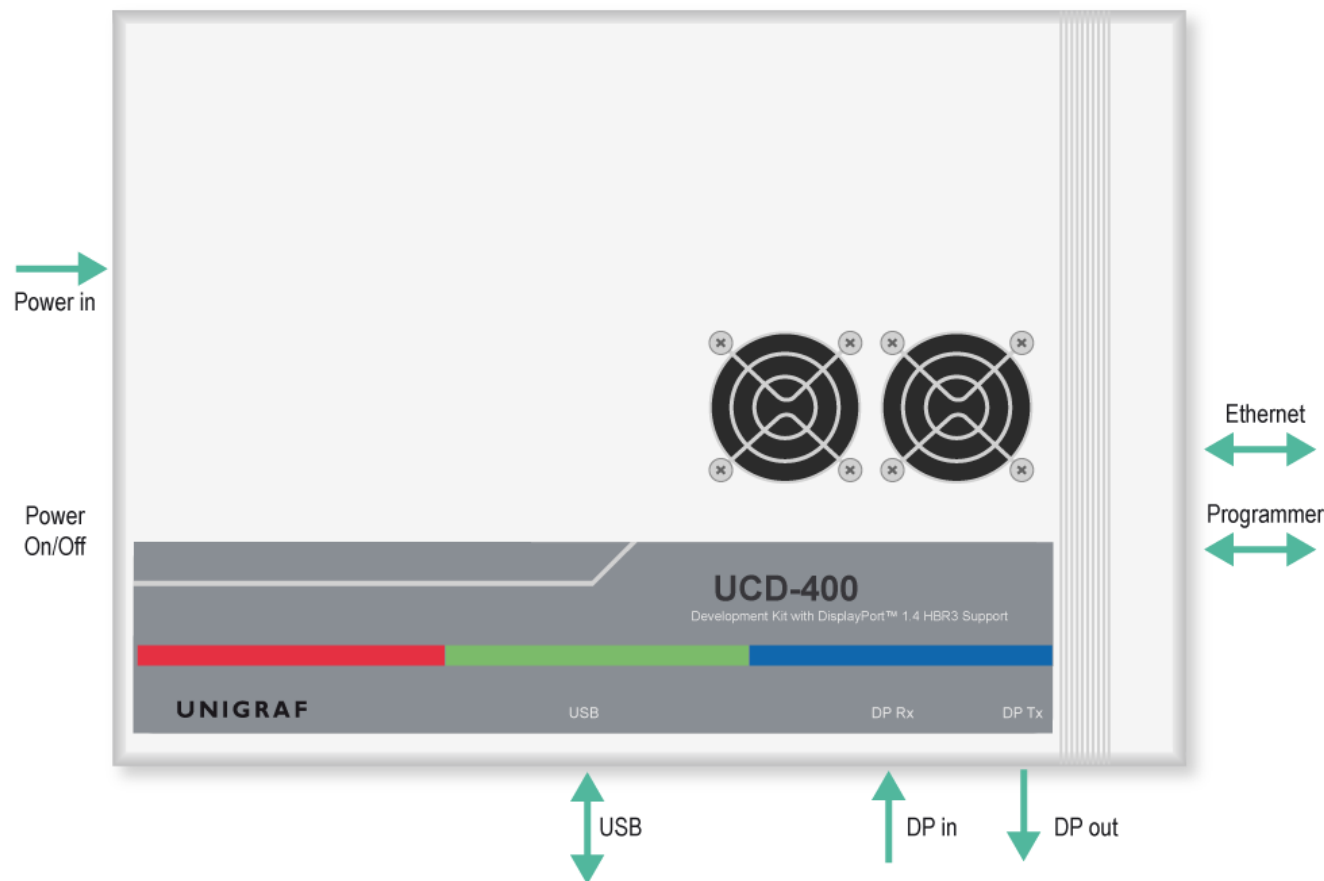 Power in
Ethernet
Programmer
Power
On/Off
UCD-400
Development Kit with DisplayPort™ 1.4 HBR3 Support
UNIGRAF
USB
DP Rx
DP Tx
USB
DP in
DP out